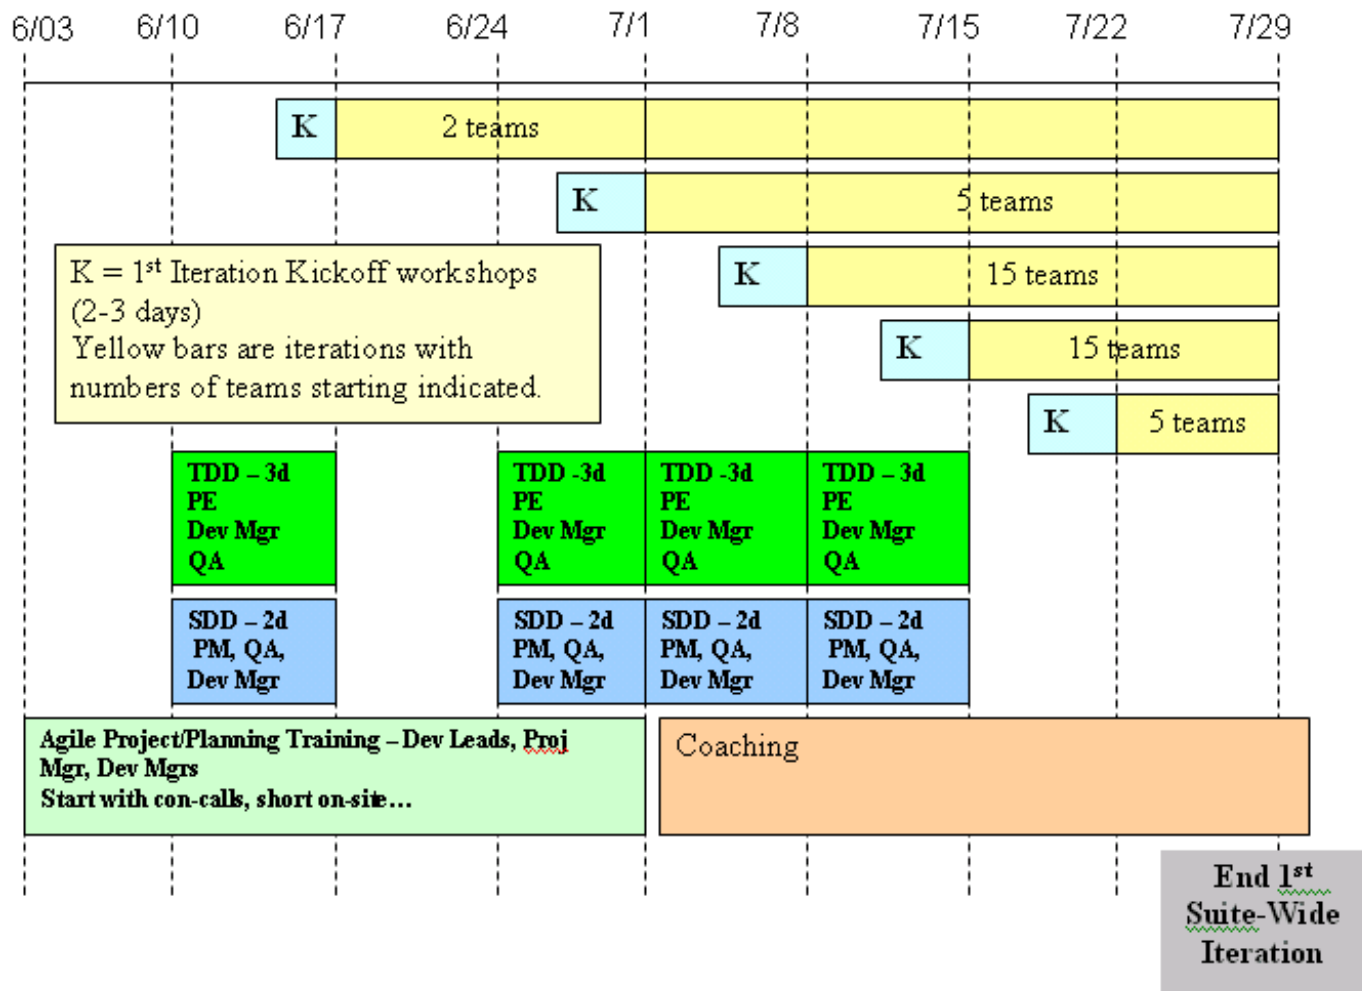 6/03 6/10 6/17 6/24 7/1 7/8 7/15 7/22 7/29
K 2 teams
K 5 teams
K 15 teams
K 15 teams
K 5 teams
K = 1st Iteration Kickoff workshops
(2-3 days)
Yellow bars are iterations with
numbers of teams starting indicated.
TDD – 3d
PE
Dev Mgr
QA
TDD -3d
PE
Dev Mgr
QA
TDD -3d
PE
Dev Mgr
QA
TDD – 3d
PE
Dev Mgr
QA
SDD – 2d
PM, QA,
Dev Mgr
SDD – 2d
PM, QA,
Dev Mgr
SDD – 2d
PM, QA,
Dev Mgr
SDD – 2d
PM, QA,
Dev Mgr
Agile Project/Planning Training – Dev Leads, Proj
Mgr, Dev Mgrs
Start with con-calls, short on-site…
Coaching
End 1st
Suite-Wide
Iteration